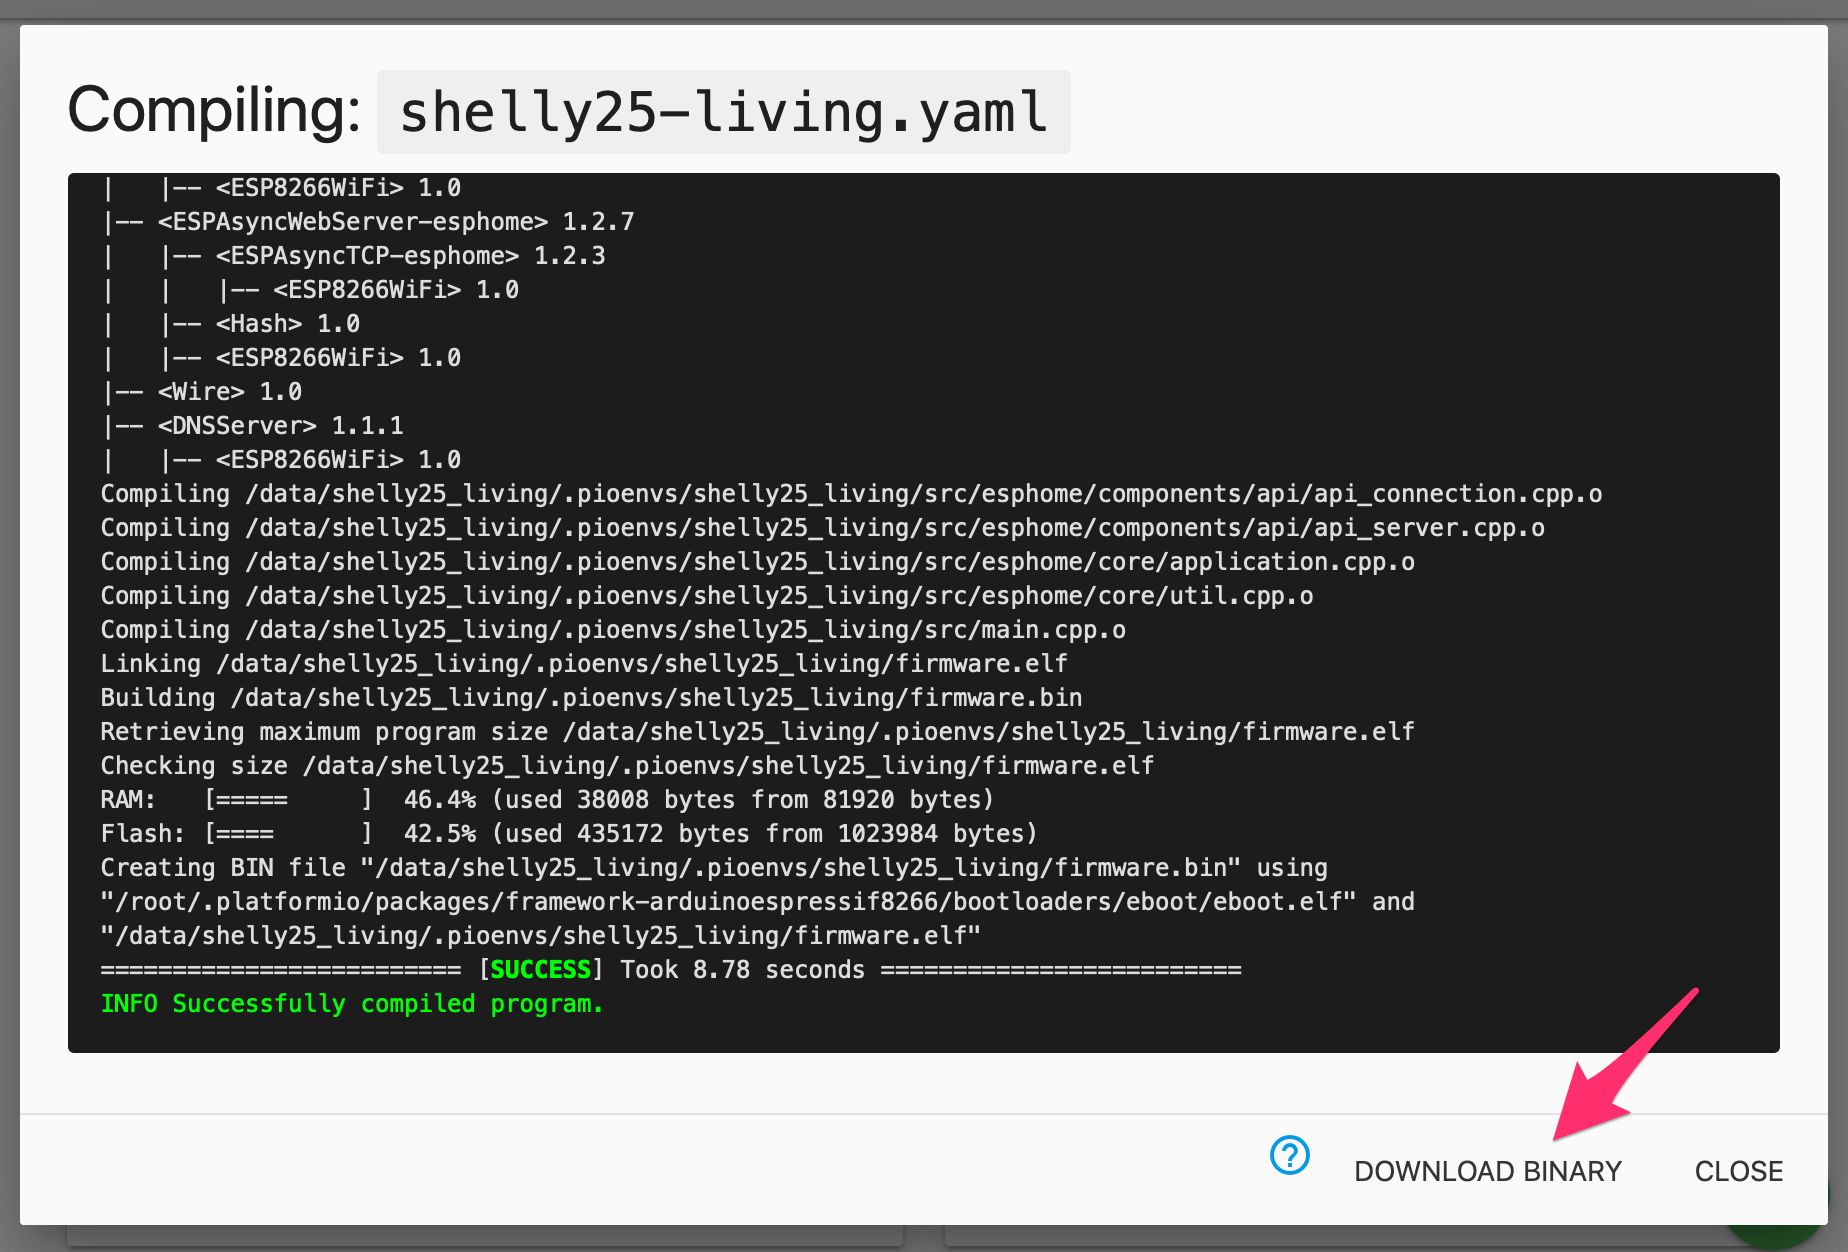 Compiling: shelly25-living.yaml
|   |-- <ESP8266WiFi> 1.0
|-- <ESPAsyncWebServer-esphome> 1.2.7
|   |-- <ESPAsyncTCP-esphome> 1.2.3
|   |   |-- <ESP8266WiFi> 1.0
|   |-- <Hash> 1.0
|   |-- <ESP8266WiFi> 1.0
|-- <Wire> 1.0
|-- <DNSServer> 1.1.1
|   |-- <ESP8266WiFi> 1.0
Compiling /data/shelly25_living/.pioenvs/shelly25_living/src/esphome/components/api/api_connection.cpp.o
Compiling /data/shelly25_living/.pioenvs/shelly25_living/src/esphome/components/api/api_server.cpp.o
Compiling /data/shelly25_living/.pioenvs/shelly25_living/src/esphome/core/application.cpp.o
Compiling /data/shelly25_living/.pioenvs/shelly25_living/src/esphome/core/util.cpp.o
Compiling /data/shelly25_living/.pioenvs/shelly25_living/src/main.cpp.o
Linking /data/shelly25_living/.pioenvs/shelly25_living/firmware.elf
Building /data/shelly25_living/.pioenvs/shelly25_living/firmware.bin
Retrieving maximum program size /data/shelly25_living/.pioenvs/shelly25_living/firmware.elf
Checking size /data/shelly25_living/.pioenvs/shelly25_living/firmware.elf
RAM:   [=====     ]  46.4% (used 38008 bytes from 81920 bytes)
Flash: [====      ]  42.5% (used 435172 bytes from 1023984 bytes)
Creating BIN file "/data/shelly25_living/.pioenvs/shelly25_living/firmware.bin" using
"/root/.platformio/packages/framework-arduinoespressif8266/bootloaders/eboot/eboot.elf" and
"/data/shelly25_living/.pioenvs/shelly25_living/firmware.elf"
========================= [SUCCESS] Took 8.78 seconds =========================
INFO Successfully compiled program.
? DOWNLOAD BINARY CLOSE